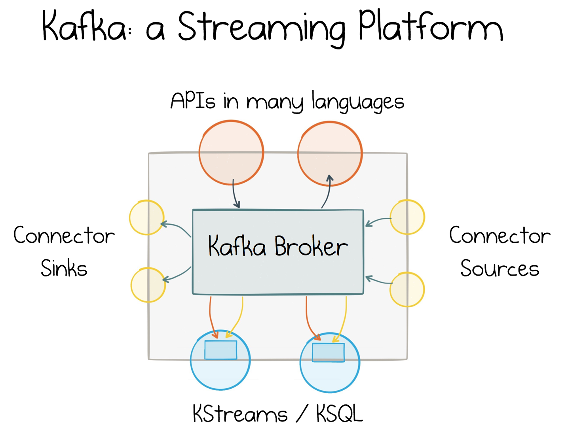 Kafka: a Streaming Platform
APIs in many languages
Connector
Sinks
Kafka Broker
Connector
Sources
KStreams / KSQL